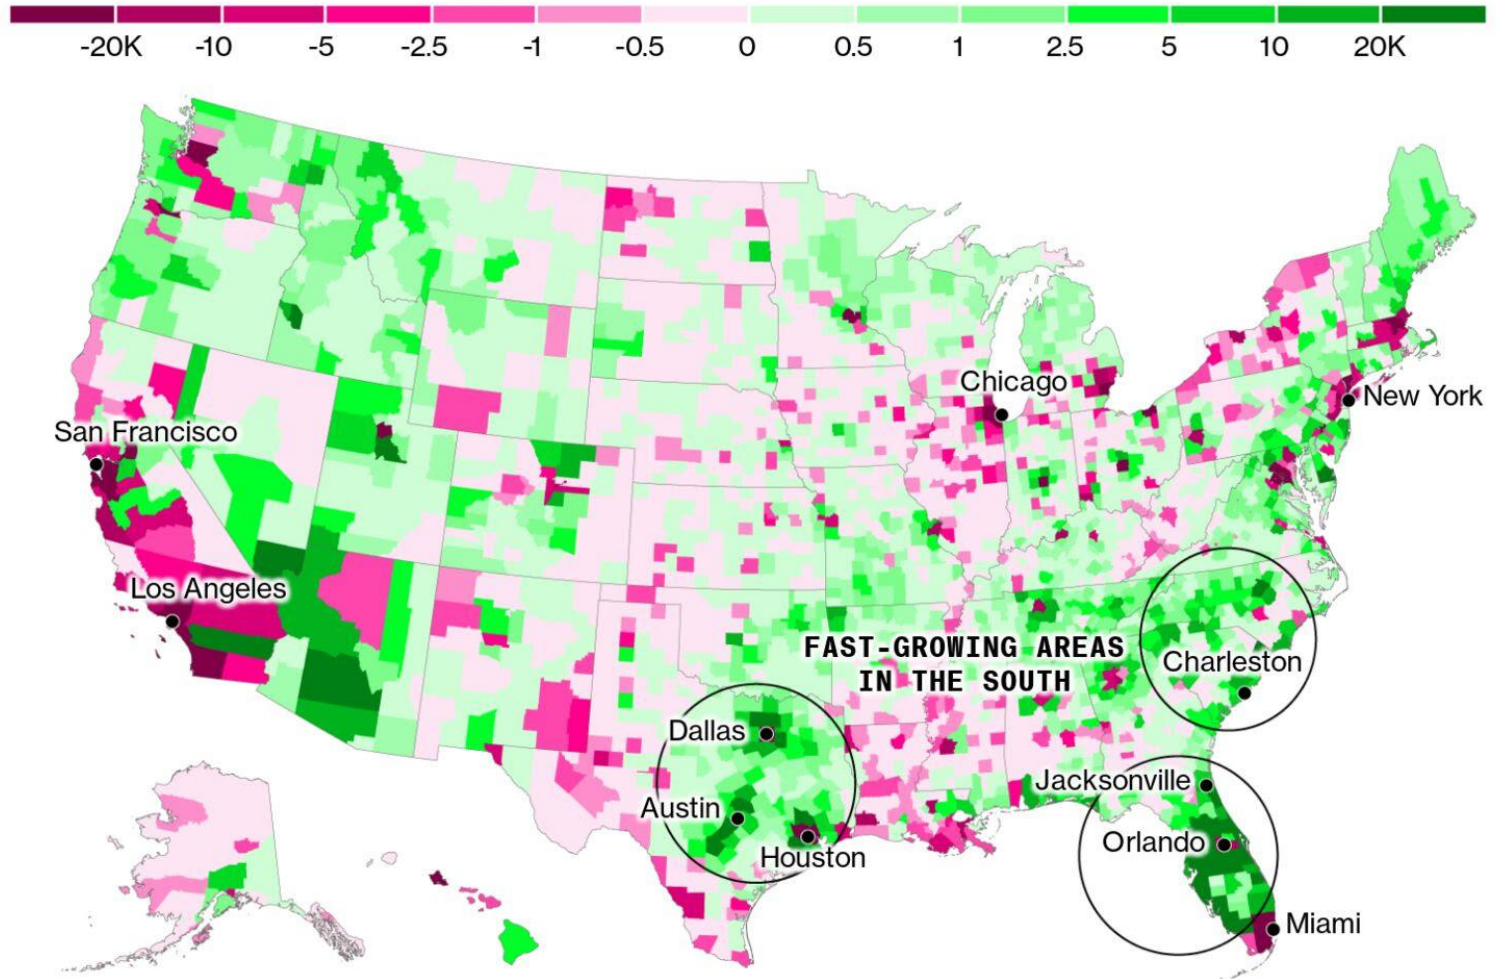 -20K -10 -5 -2.5 -1 -0.5 0 0.5 1 2.5 5 10 20K
Chicago
New York
San Francisco
Los Angeles
FAST-GROWING AREAS
IN THE SOUTH
Charleston
Dallas
Jacksonville
Austin
Orlando
Houston
Miami